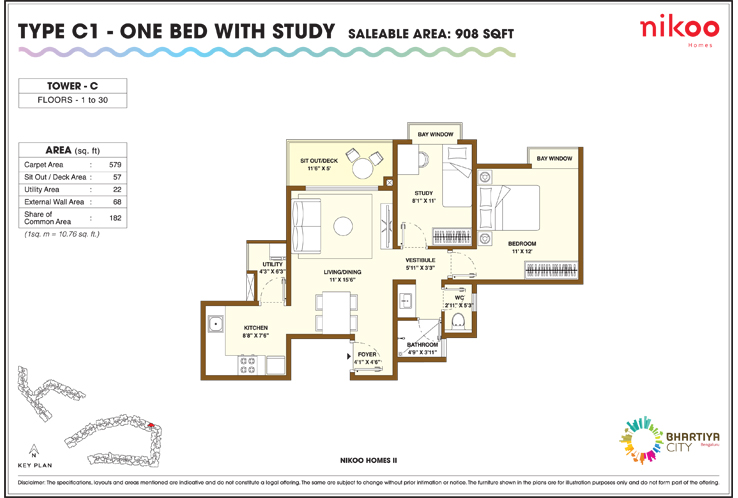 TYPE C1 - ONE BED WITH STUDY SALEABLE AREA: 908 SQFT
nikoo
Homes
TOWER - C
FLOORS - 1 to 30
AREA (sq. ft)
Carpet Area : 579
Sit Out / Deck Area : 57
Utility Area : 22
External Wall Area : 68
Share of
Common Area : 182
(1sq. m = 10.76 sq. ft.)
BAY WINDOW
SIT OUT/DECK
11'6" X 5'
BAY WINDOW
STUDY
8'1" X 11'
BEDROOM
11' X 12'
VESTIBULE
5'11" X 3'3"
UTILITY
4'3" X 6'3"
LIVING/DINING
11' X 15'6"
WC
2'11" X 5'3"
KITCHEN
8'8" X 7'6"
BATHROOM
4'9" X 3'11"
FOYER
4'1" X 4'6"
N
KEY PLAN
NIKOO HOMES II
BHARTIYA
CITY Bengaluru
Disclaimer: The specifications, layouts and areas mentioned are indicative and do not constitute a legal offering. The same are subject to change without prior intimation or notice. The furniture shown in the plans are for illustration purposes only and do not form part of the offering.